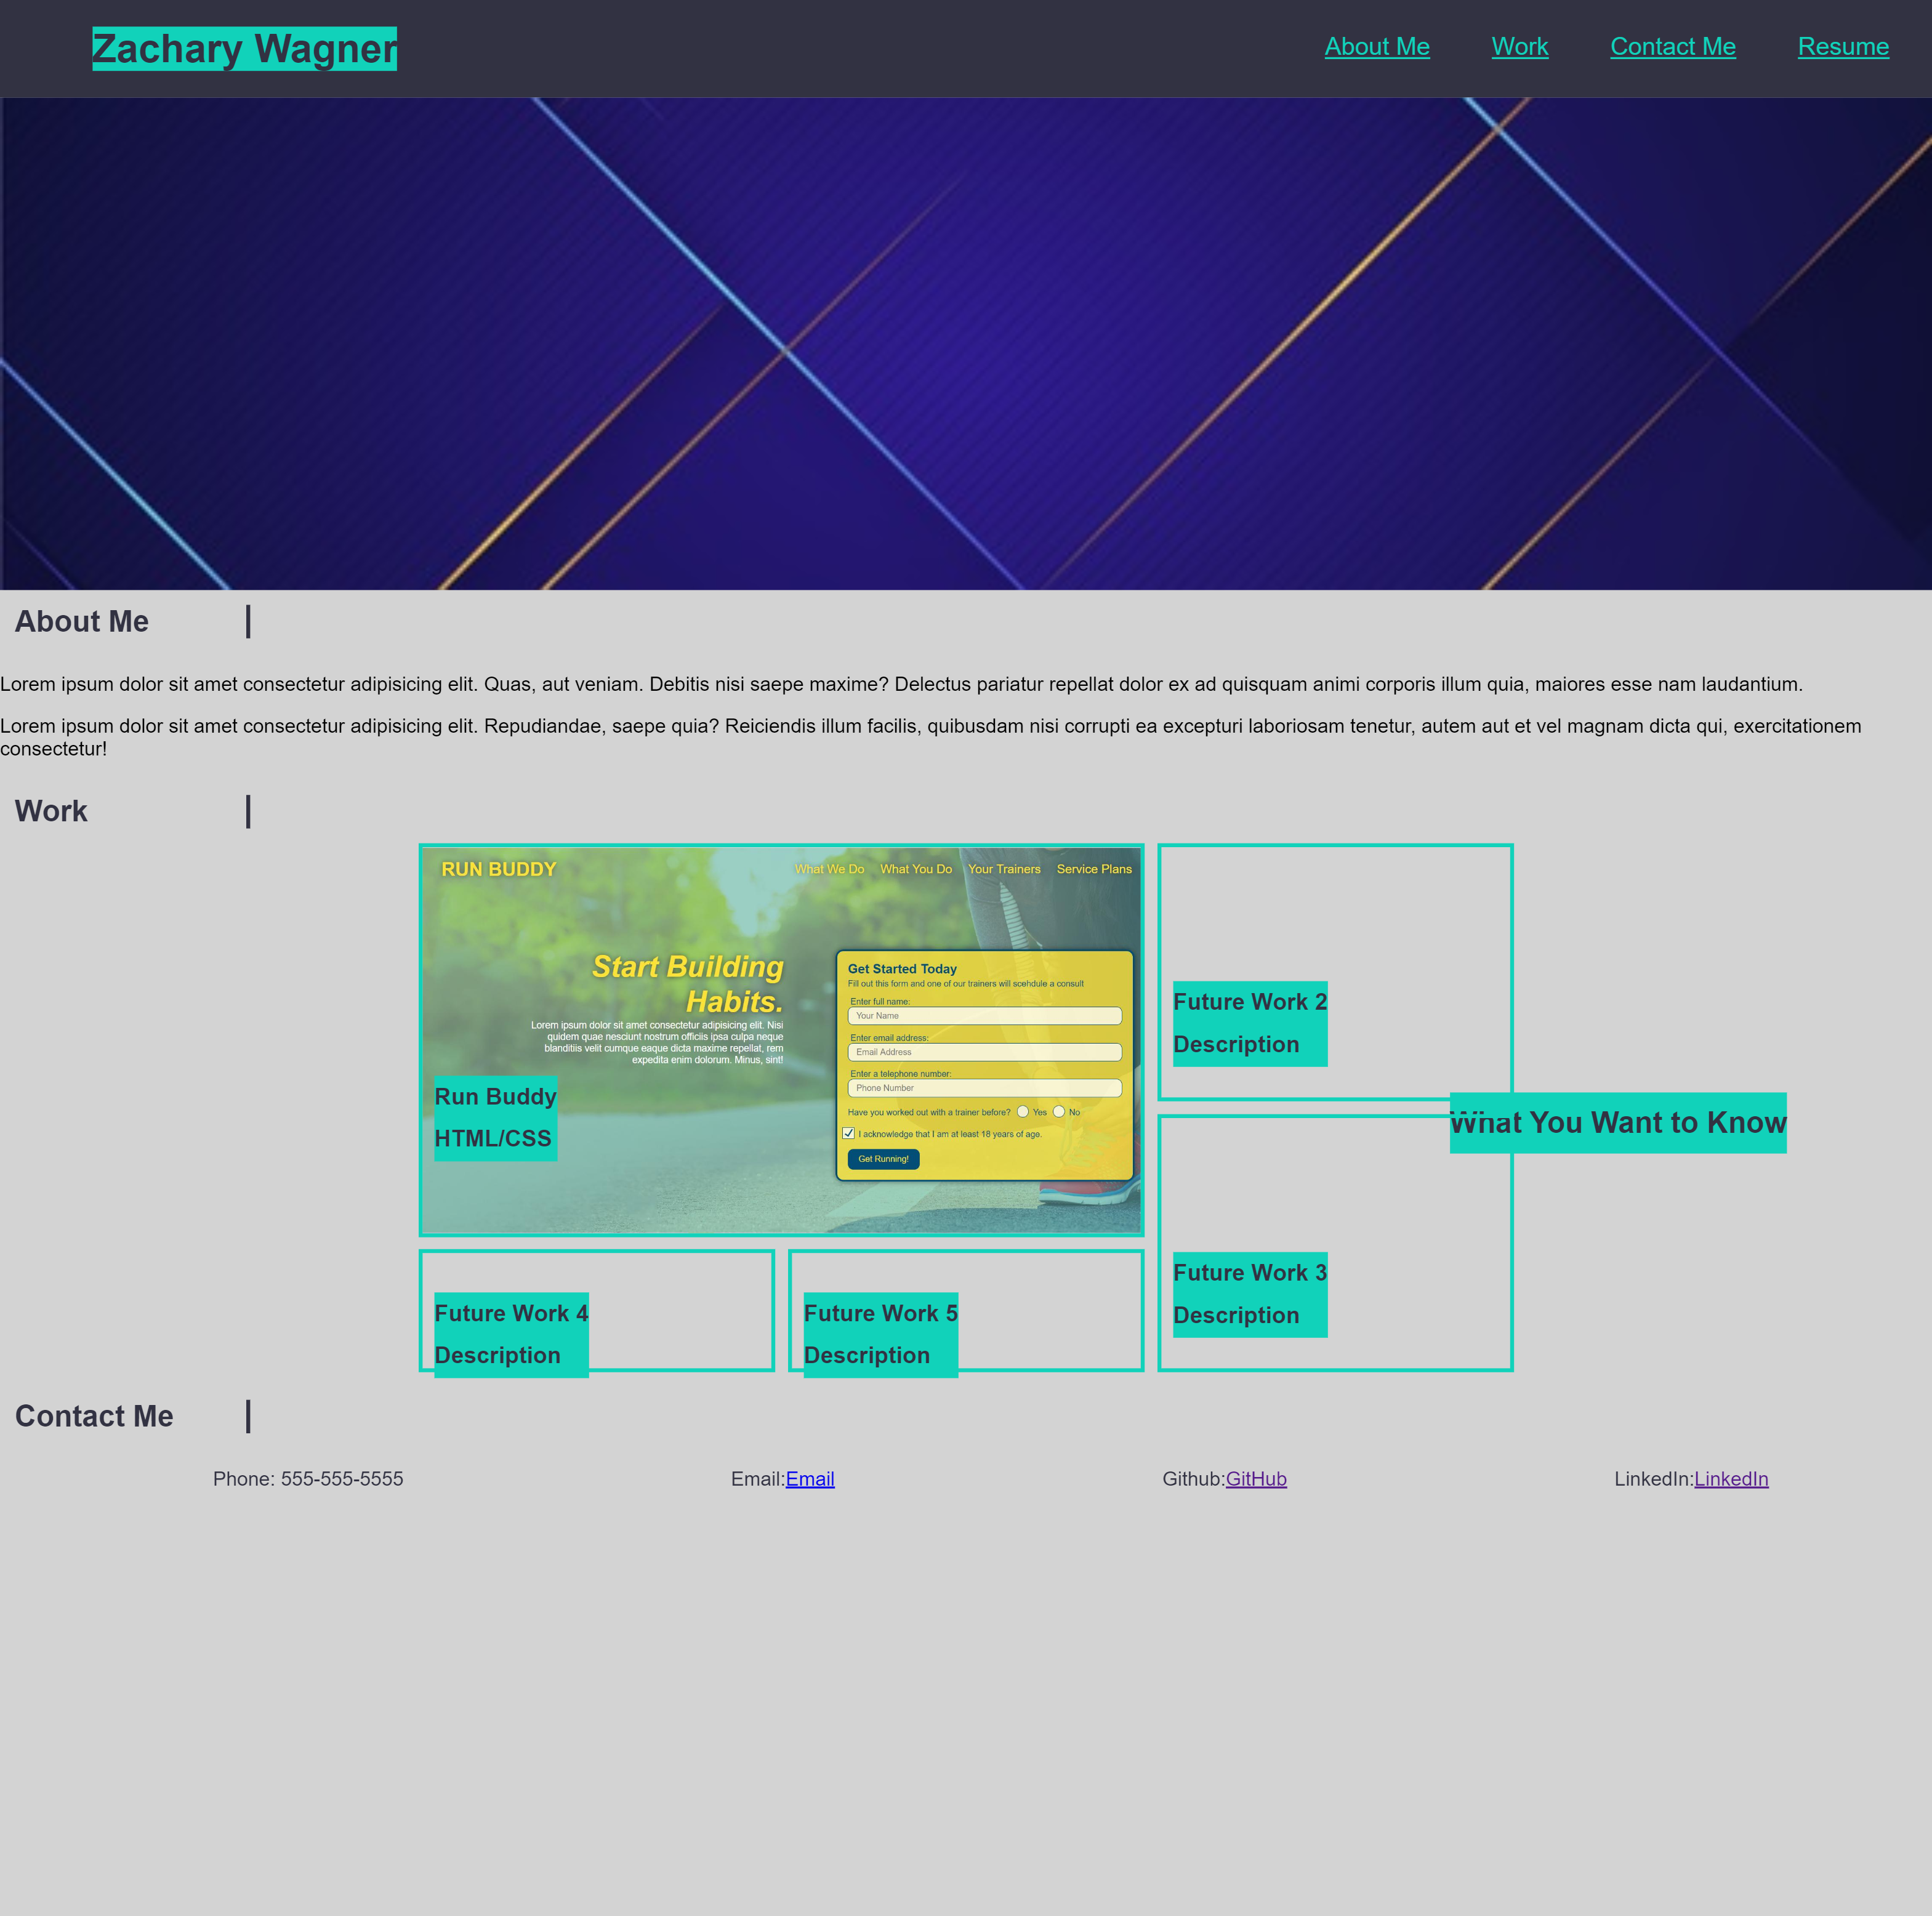 Zachary Wagner
About Me Work Contact Me Resume
About Me
Lorem ipsum dolor sit amet consectetur adipisicing elit. Quas, aut veniam. Debitis nisi saepe maxime? Delectus pariatur repellat dolor ex ad quisquam animi corporis illum quia, maiores esse nam laudantium.
Lorem ipsum dolor sit amet consectetur adipisicing elit. Repudiandae, saepe quia? Reiciendis illum facilis, quibusdam nisi corrupti ea excepturi laboriosam tenetur, autem aut et vel magnam dicta qui, exercitationem
consectetur!
Work
RUN BUDDY
What We Do What You Do Your Trainers Service Plans
Start Building
Habits.
Lorem ipsum dolor sit amet consectetur adipisicing elit. Nisi
quidem quae nesciunt nostrum officiis ipsa culpa neque
blanditiis velit cumque eaque dicta maxime repellat, rem
expedita enim dolorum. Minus, sint!
Get Started Today
Fill out this form and one of our trainers will scehdule a consult
Enter full name:
Your Name
Enter email address:
Email Address
Enter a telephone number:
Phone Number
Have you worked out with a trainer before? Yes No
I acknowledge that I am at least 18 years of age.
Get Running!
Run Buddy
HTML/CSS
Future Work 2
Description
What You Want to Know
Future Work 3
Description
Future Work 4
Description
Future Work 5
Description
Contact Me
Phone: 555-555-5555
Email:Email
Github:GitHub
LinkedIn:LinkedIn